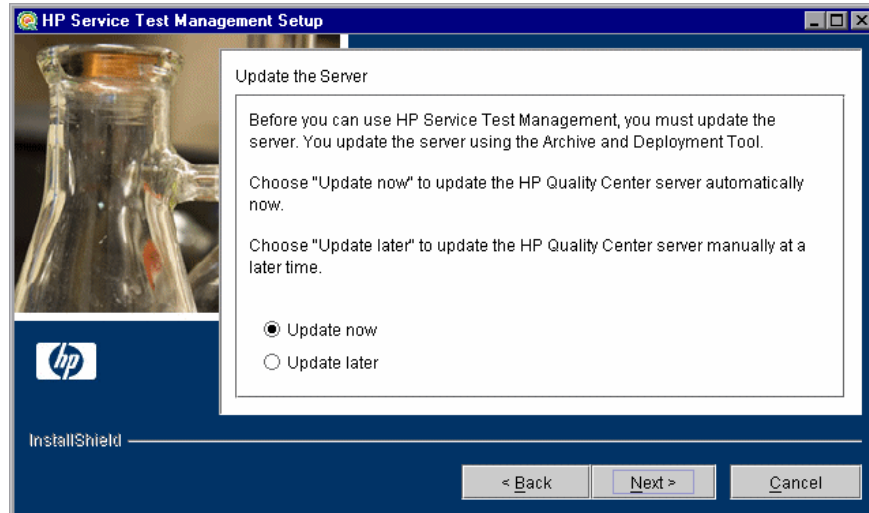 HP Service Test Management Setup
Update the Server
Before you can use HP Service Test Management, you must update the
server. You update the server using the Archive and Deployment Tool.
Choose "Update now" to update the HP Quality Center server automatically
now.
Choose "Update later" to update the HP Quality Center server manually at a
later time.
Update now
Update later
hp
InstallShield
< Back
Next >
Cancel